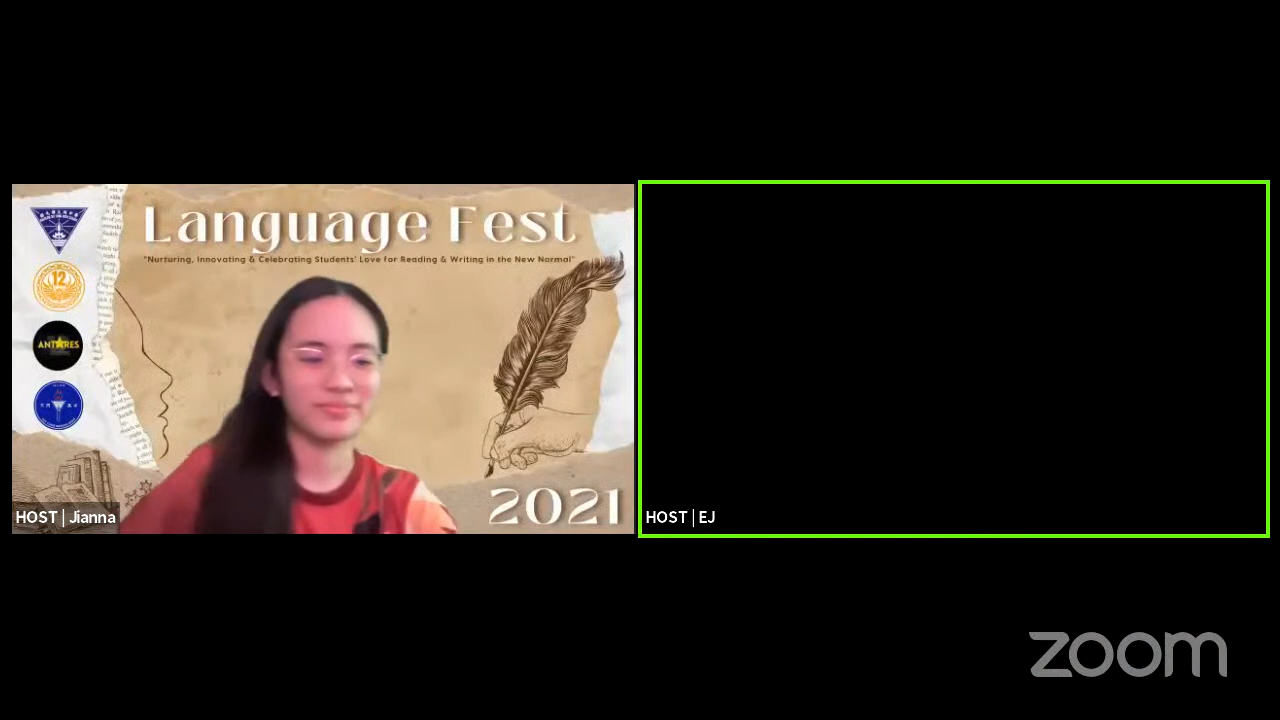 Language Fest
"Nurturing, Innovating & Celebrating Students' Love for Reading & Writing in the New Normal"
12
ANTARES
2021
HOST | Jianna
HOST | EJ
zoom